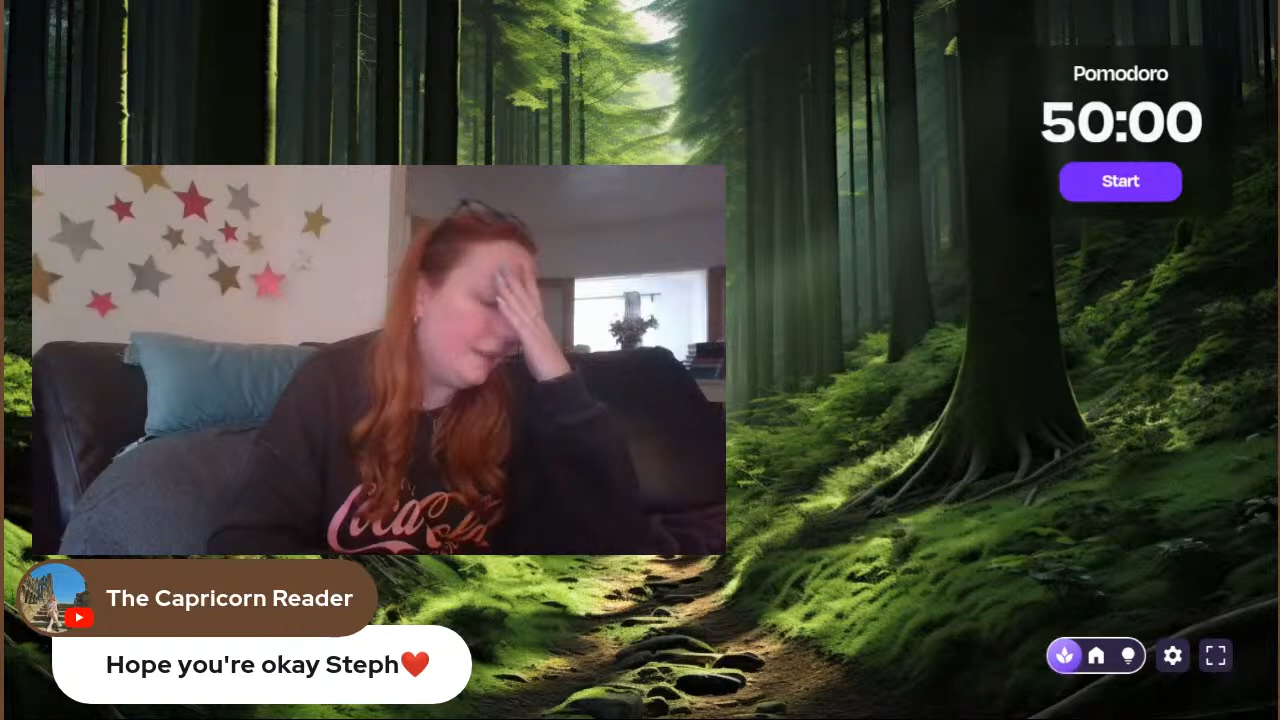 Pomodoro
50:00
Start
Coca Cola
The Capricorn Reader
Hope you're okay Steph❤️